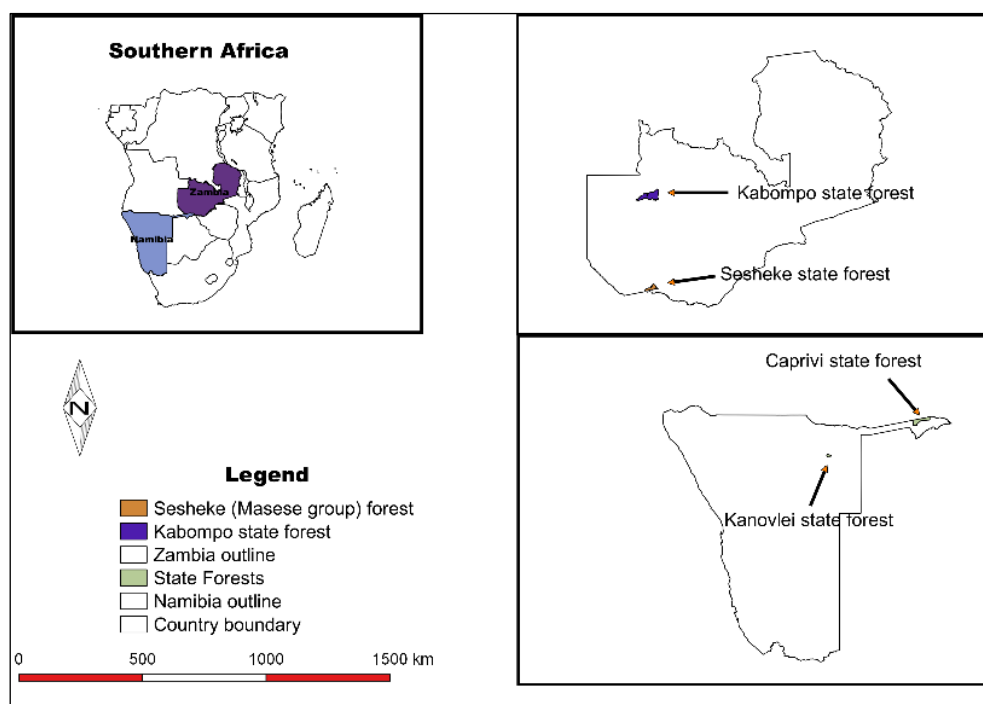 Southern Africa
Zambia
Namibia
Kabompo state forest
Sesheke state forest
Caprivi state forest
Kanovlei state forest
N
Legend
Sesheke (Masese group) forest
Kabompo state forest
Zambia outline
State Forests
Namibia outline
Country boundary
0 500 1000 1500 km